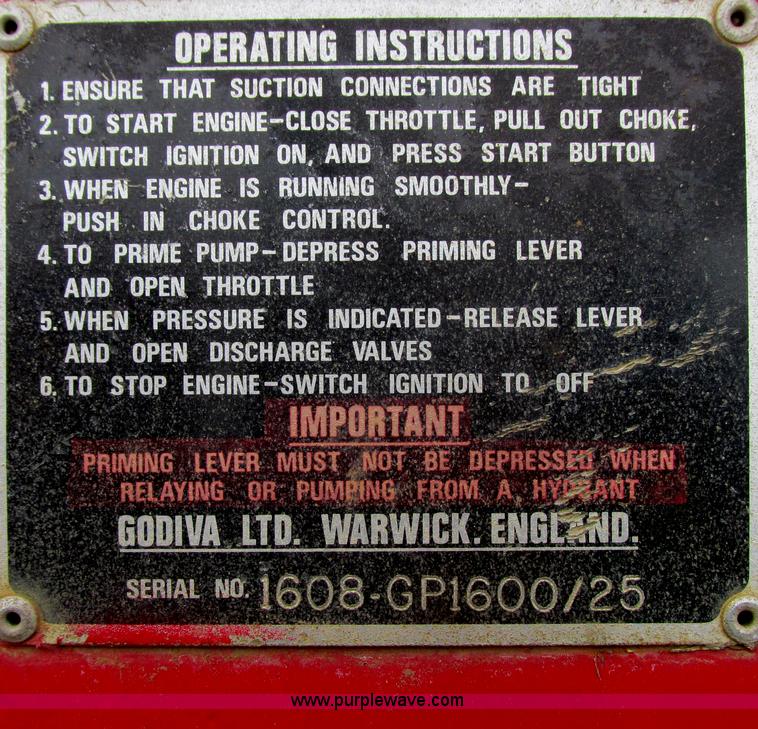 OPERATING INSTRUCTIONS
1. ENSURE THAT SUCTION CONNECTIONS ARE TIGHT
2. TO START ENGINE-CLOSE THROTTLE, PULL OUT CHOKE,
SWITCH IGNITION ON, AND PRESS START BUTTON
3. WHEN ENGINE IS RUNNING SMOOTHLY-
PUSH IN CHOKE CONTROL.
4. TO PRIME PUMP-DEPRESS PRIMING LEVER
AND OPEN THROTTLE
5. WHEN PRESSURE IS INDICATED-RELEASE LEVER
AND OPEN DISCHARGE VALVES
6. TO STOP ENGINE-SWITCH IGNITION TO OFF
IMPORTANT
PRIMING LEVER MUST NOT BE DEPRESSED WHEN
RELAYING OR PUMPING FROM A HYDRANT
GODIVA LTD. WARWICK. ENGLAND.
SERIAL NO. 1608-GP1600/25
www.purplewave.com